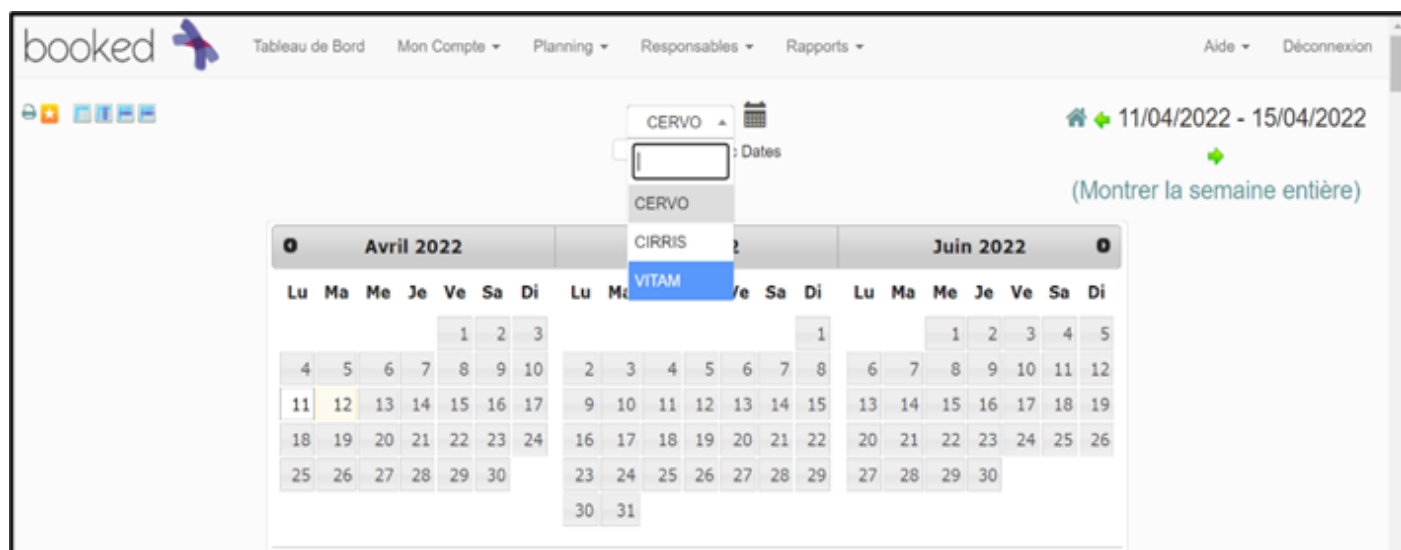 booked Tableau de Bord Mon Compte Planning Responsables Rapports Aide Déconnexion
CERVO
11/04/2022 - 15/04/2022
Dates
(Montrer la semaine entière)
CERVO
CIRRIS
VITAM
Avril 2022 Juin 2022
Lu Ma Me Je Ve Sa Di Lu Ve Sa Di Lu Ma Me Je Ve Sa Di
1 2 3 1 1 2 3 4 5
4 5 6 7 8 9 10 2 3 4 5 6 7 8 6 7 8 9 10 11 12
11 12 13 14 15 16 17 9 10 11 12 13 14 15 13 14 15 16 17 18 19
18 19 20 21 22 23 24 16 17 18 19 20 21 22 20 21 22 23 24 25 26
25 26 27 28 29 30 23 24 25 26 27 28 29 27 28 29 30
30 31